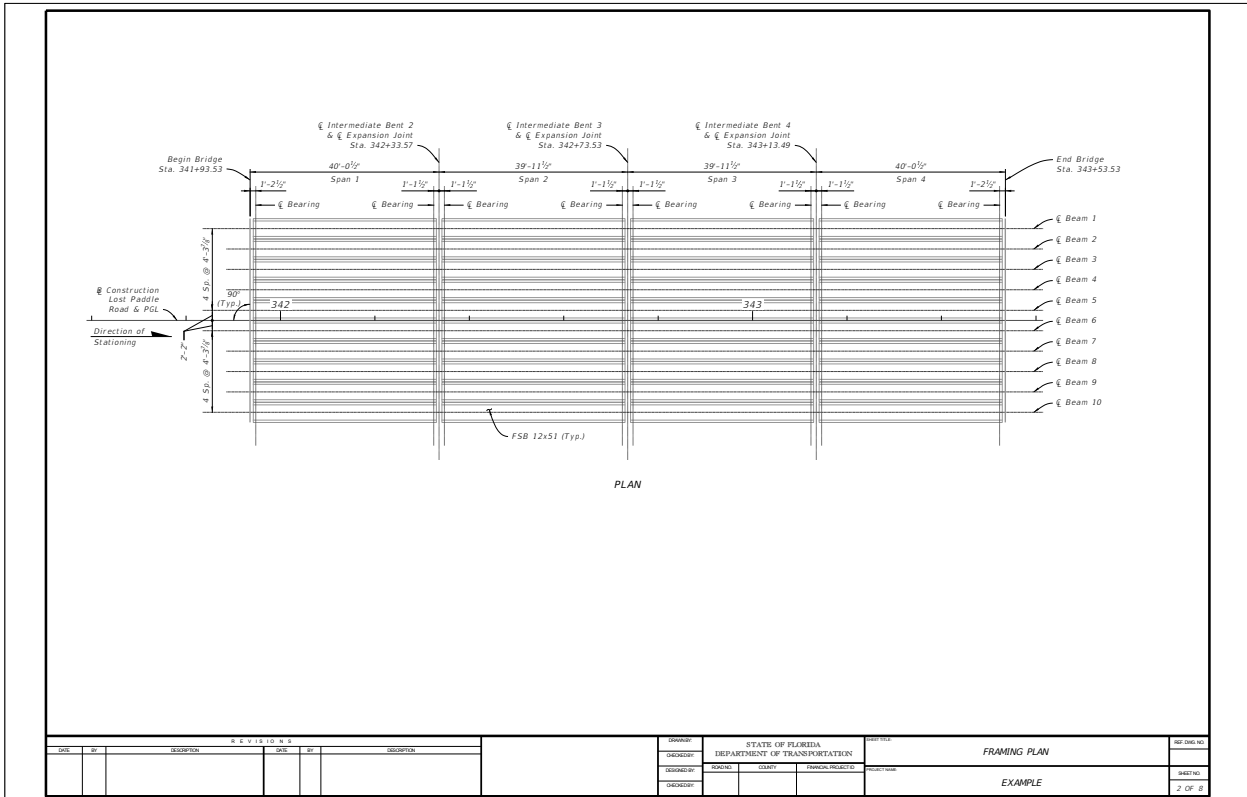 ℄ Intermediate Bent 2
& ℄ Expansion Joint
Sta. 342+33.57
℄ Intermediate Bent 3
& ℄ Expansion Joint
Sta. 342+73.53
℄ Intermediate Bent 4
& ℄ Expansion Joint
Sta. 343+13.49
Begin Bridge
Sta. 341+93.53
End Bridge
Sta. 343+53.53
40'-0½"
39'-11½"
39'-11½"
40'-0½"
Span 1
Span 2
Span 3
Span 4
1'-2½"
1'-1½"
1'-1½"
1'-1½"
1'-1½"
1'-1½"
1'-1½"
1'-2½"
℄ Bearing
℄ Bearing
℄ Bearing
℄ Bearing
℄ Bearing
℄ Bearing
℄ Bearing
℄ Bearing
℄ Beam 1
℄ Beam 2
℄ Beam 3
℄ Beam 4
℄ Beam 5
℄ Beam 6
℄ Beam 7
℄ Beam 8
℄ Beam 9
℄ Beam 10
4 Sp. @ 4'-3⅞"
90°
(Typ.)
342
343
Construction
Lost Paddle
Road & PGL
Direction of
Stationing
2'-2"
4 Sp. @ 4'-3⅞"
FSB 12x51 (Typ.)
PLAN
REVISIONS
DATE BY DESCRIPTION DATE BY DESCRIPTION
DRAWN BY:
CHECKED BY:
DESIGNED BY:
CHECKED BY:
STATE OF FLORIDA
DEPARTMENT OF TRANSPORTATION
ROAD NO. COUNTY FINANCIAL PROJECT ID
SHEET TITLE:
FRAMING PLAN
PROJECT NAME:
EXAMPLE
REF. DWG. NO.
SHEET NO.
2 OF 8